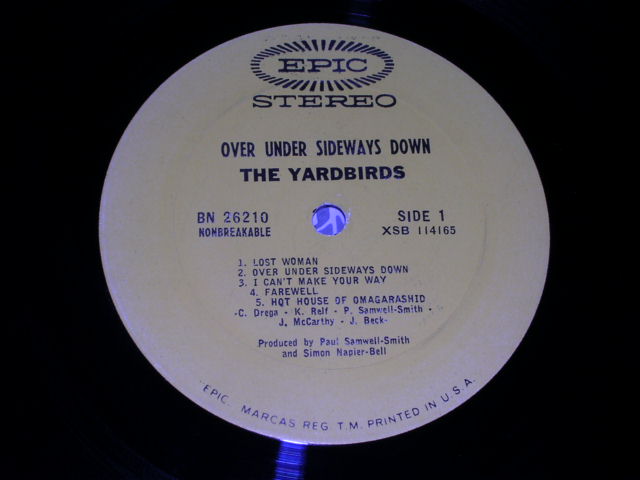 EPIC
STEREO
OVER UNDER SIDEWAYS DOWN
THE YARDBIRDS
BN 26210
NONBREAKABLE
SIDE 1
XSB 114165
1. LOST WOMAN
2. OVER UNDER SIDEWAYS DOWN
3. I CAN'T MAKE YOUR WAY
4. FAREWELL
5. HOT HOUSE OF OMAGARASHID
-C. Drega - K. Relf - P. Samwell-Smith -
J. McCarthy - J. Beck-
Produced by Paul Samwell-Smith
and Simon Napier-Bell
"EPIC. MARCAS REG. T.M. PRINTED IN U.S.A.